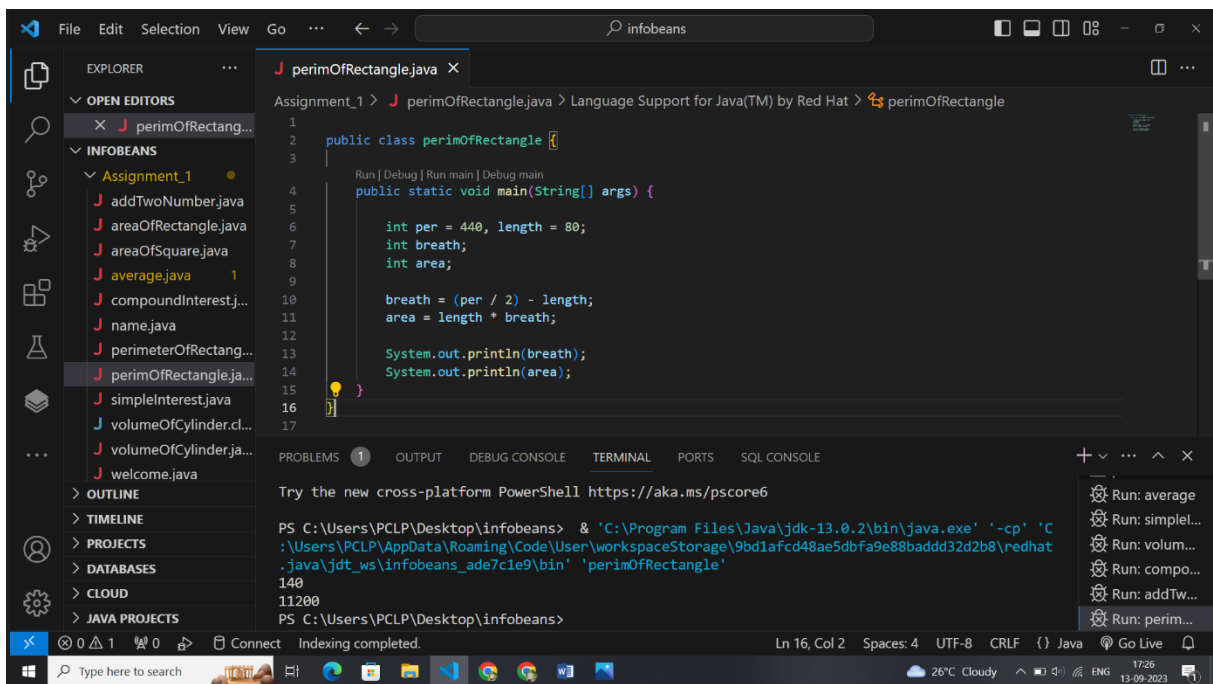 File Edit Selection View Go ··· infobeans
EXPLORER ···
OPEN EDITORS
perimOfRectang...
INFOBEANS
Assignment_1
J addTwoNumber.java
J areaOfRectangle.java
J areaOfSquare.java
J average.java 1
J compoundInterest.j...
J name.java
J perimeterOfRectang...
J perimOfRectangle.ja...
J simpleInterest.java
J volumeOfCylinder.cl...
J volumeOfCylinder.ja...
J welcome.java
OUTLINE
TIMELINE
PROJECTS
DATABASES
CLOUD
JAVA PROJECTS
J perimOfRectangle.java
Assignment_1 > J perimOfRectangle.java > Language Support for Java(TM) by Red Hat > perimOfRectangle
1
2 public class perimOfRectangle {
3
Run | Debug | Run main | Debug main
4 public static void main(String[] args) {
5
6 int per = 440, length = 80;
7 int breath;
8 int area;
9
10 breath = (per / 2) - length;
11 area = length * breath;
12
13 System.out.println(breath);
14 System.out.println(area);
15 }
16 }
17
PROBLEMS 1 OUTPUT DEBUG CONSOLE TERMINAL PORTS SQL CONSOLE
Try the new cross-platform PowerShell https://aka.ms/pscore6
PS C:\Users\PCLP\Desktop\infobeans> & 'C:\Program Files\Java\jdk-13.0.2\bin\java.exe' '-cp' 'C
:\Users\PCLP\AppData\Roaming\Code\User\workspaceStorage\9bd1afcd48ae5dbfa9e88baddd32d2b8\redhat
.java\jdt_ws\infobeans_ade7c1e9\bin' 'perimOfRectangle'
140
11200
PS C:\Users\PCLP\Desktop\infobeans>
Run: average
Run: simpleI...
Run: volum...
Run: compo...
Run: addTw...
Run: perim...
0 1 0 Connect Indexing completed. Ln 16, Col 2 Spaces: 4 UTF-8 CRLF {} Java Go Live
Type here to search 26°C Cloudy ENG 17:26
13-09-2023